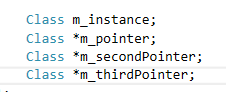 Class m_instance;
Class *m_pointer;
Class *m_secondPointer;
Class *m_thirdPointer;